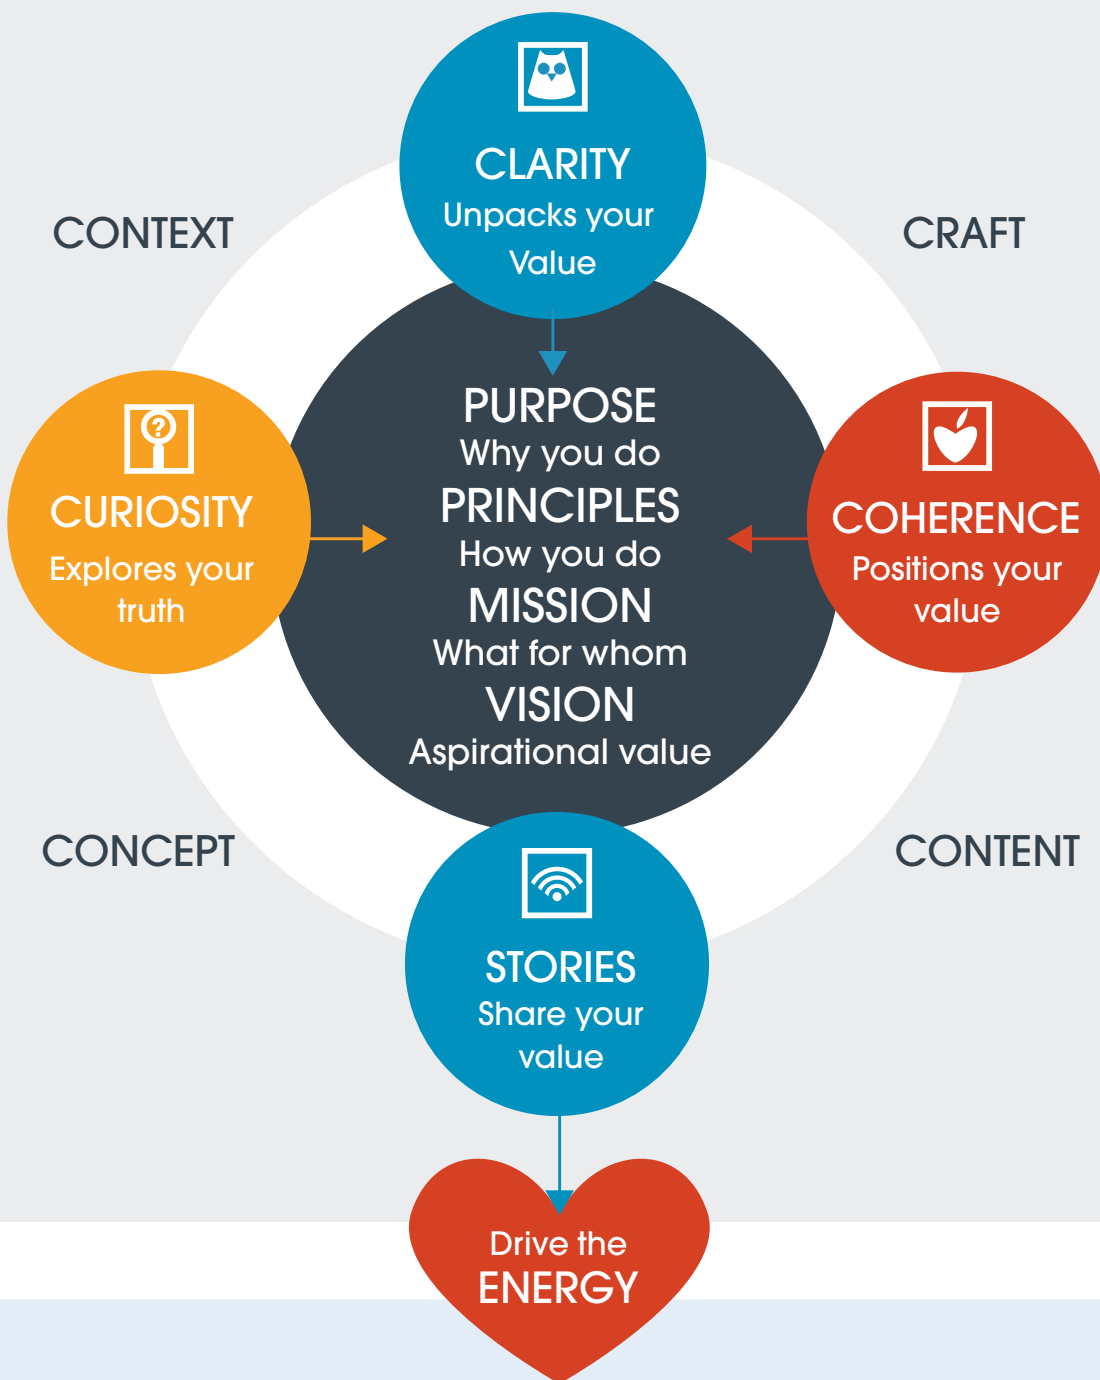 CLARITY
Unpacks your
Value
CONTEXT
CRAFT
?
CURIOSITY
Explores your
truth
PURPOSE
Why you do
PRINCIPLES
How you do
MISSION
What for whom
VISION
Aspirational value
COHERENCE
Positions your
value
CONCEPT
CONTENT
STORIES
Share your
value
Drive the
ENERGY